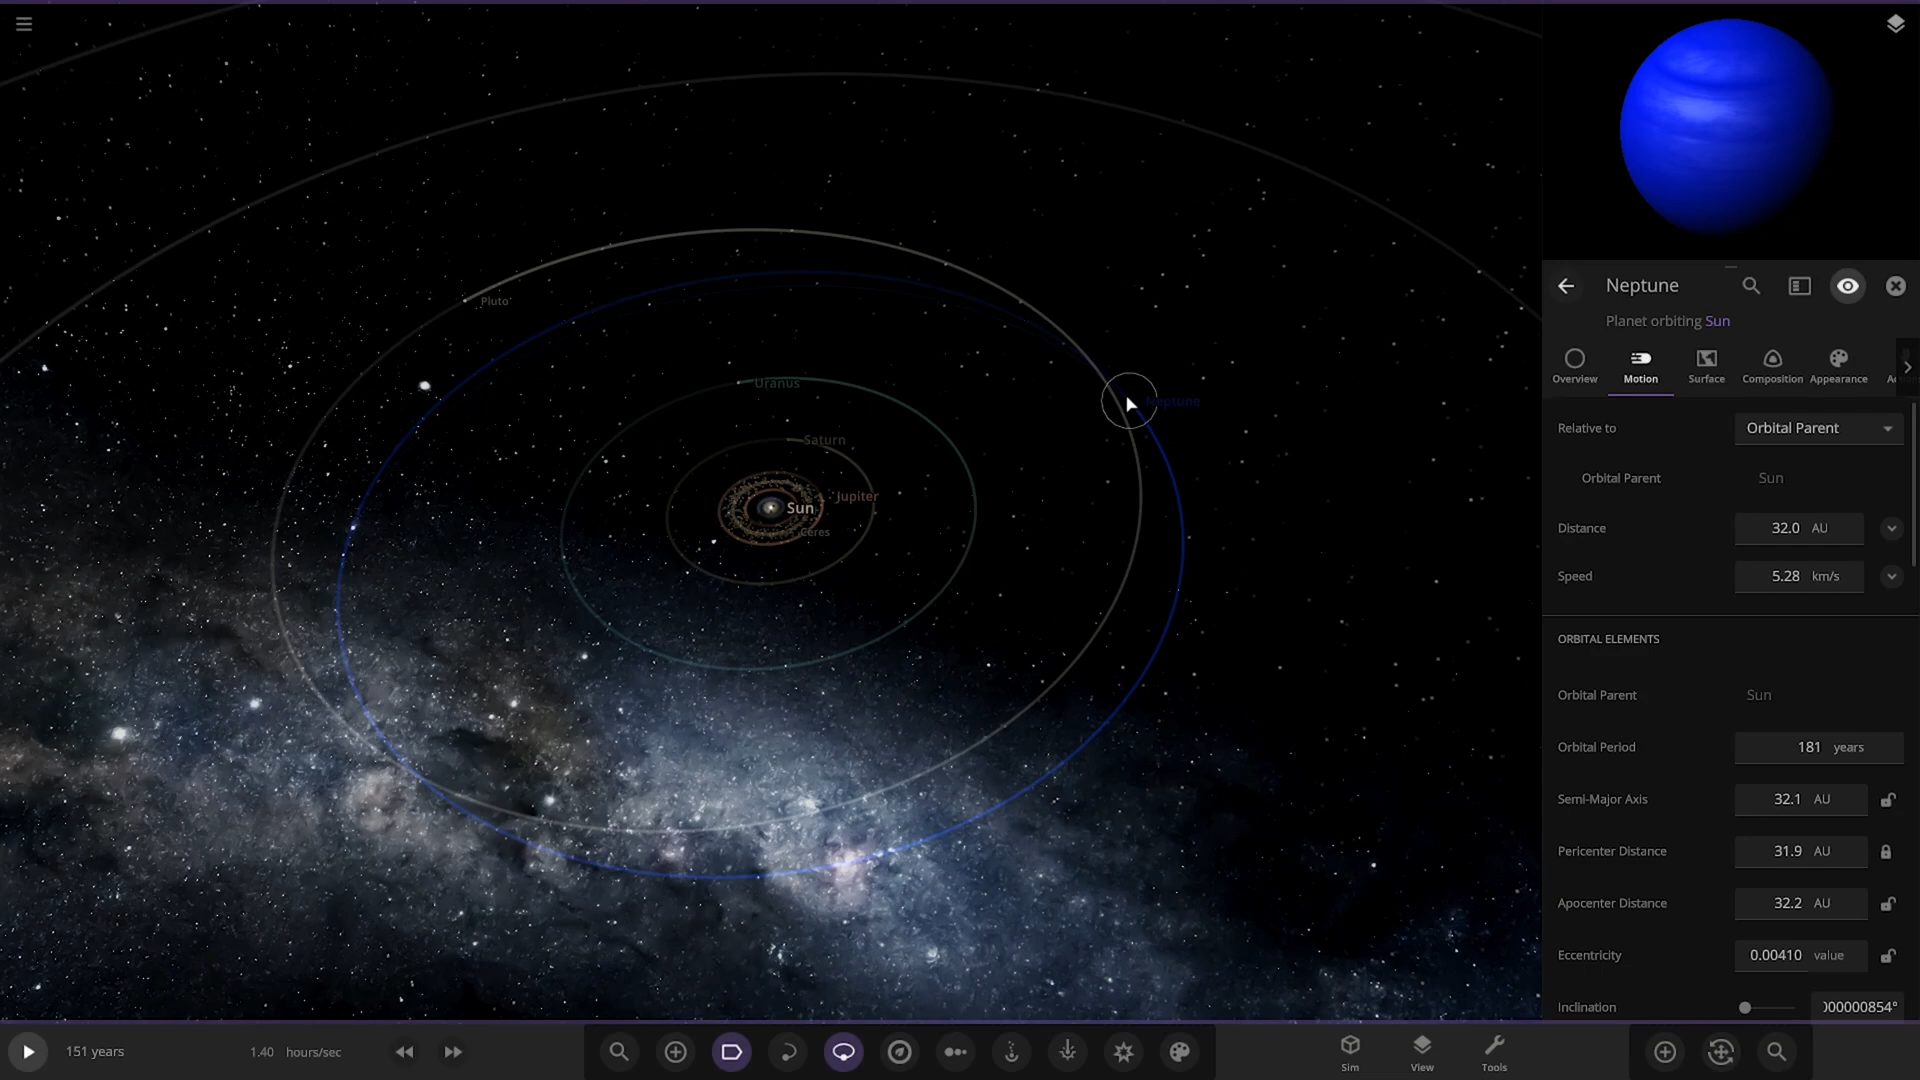 Pluto
Uranus
Neptune
Saturn
Jupiter
Sun
Ceres
Neptune
Planet orbiting Sun
Overview Motion Surface Composition Appearance
Relative to Orbital Parent
Orbital Parent Sun
Distance 32.0 AU
Speed 5.28 km/s
ORBITAL ELEMENTS
Orbital Parent Sun
Orbital Period 181 years
Semi-Major Axis 32.1 AU
Pericenter Distance 31.9 AU
Apocenter Distance 32.2 AU
Eccentricity 0.00410 value
Inclination 000000854°
151 years 1.40 hours/sec Sim View Tools